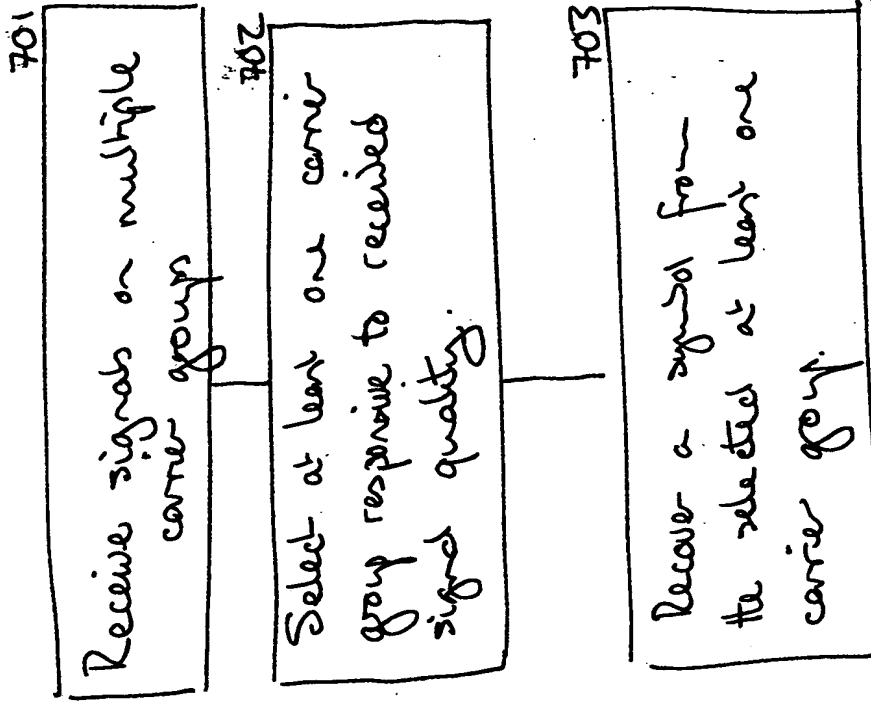 701
Receive signals on multiple
carrier groups
702
Select at least one carrier
group responsive to received
signal quality.
703
Recover a symbol from
the selected at least one
carrier group.